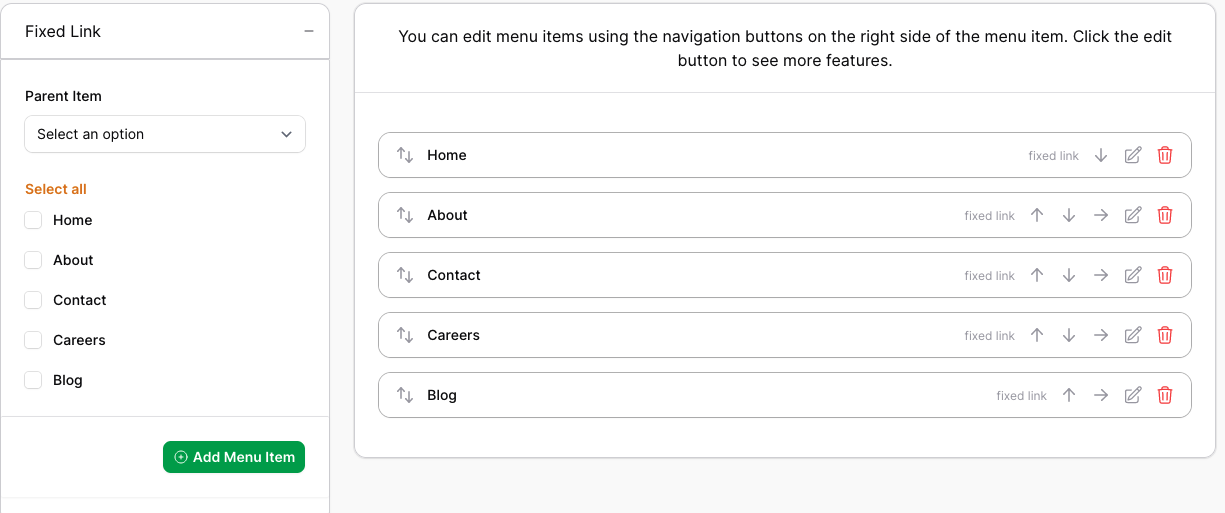 Fixed Link
Parent Item
Select an option
Select all
Home
About
Contact
Careers
Blog
Add Menu Item
You can edit menu items using the navigation buttons on the right side of the menu item. Click the edit
button to see more features.
Home fixed link
About fixed link
Contact fixed link
Careers fixed link
Blog fixed link